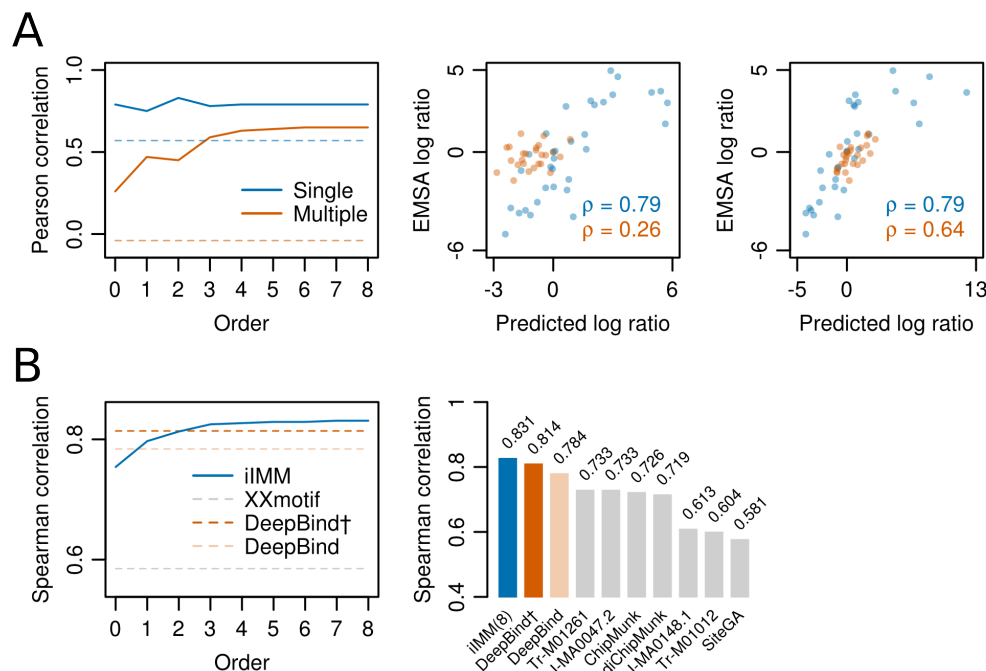 A
Pearson correlation
1.0
0.5
0.0
Single
Multiple
0 1 2 3 4 5 6 7 8
Order
EMSA log ratio
5
0
-6
ρ = 0.79
ρ = 0.26
-3 0 6
Predicted log ratio
EMSA log ratio
5
0
-6
ρ = 0.79
ρ = 0.64
-5 0 13
Predicted log ratio
B
Spearman correlation
0.8
0.6
iIMM
XXmotif
DeepBind†
DeepBind
0 1 2 3 4 5 6 7 8
Order
Spearman correlation
1
0.8
0.6
0.4
0.831
0.814
0.784
0.733
0.733
0.726
0.719
0.613
0.604
0.581
iIMM(8)
DeepBind†
DeepBind
Tr-M01261
J-MA0047.2
ChipMunk
diChipMunk
J-MA0148.1
Tr-M01012
SiteGA